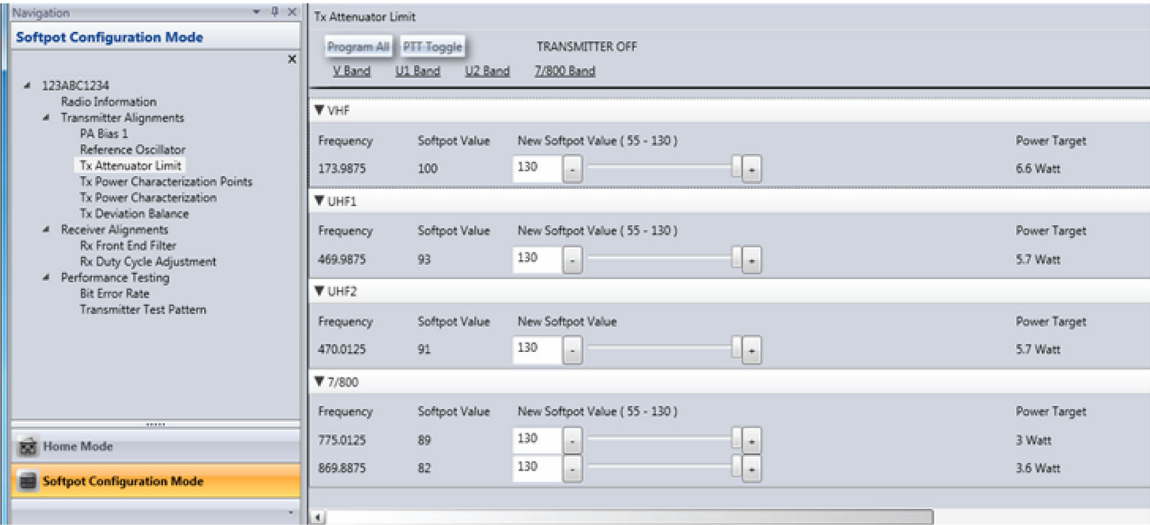 Navigation
Softpot Configuration Mode
123ABC1234
Radio Information
Transmitter Alignments
PA Bias 1
Reference Oscillator
Tx Attenuator Limit
Tx Power Characterization Points
Tx Power Characterization
Tx Deviation Balance
Receiver Alignments
Rx Front End Filter
Rx Duty Cycle Adjustment
Performance Testing
Bit Error Rate
Transmitter Test Pattern
Home Mode
Softpot Configuration Mode
Tx Attenuator Limit
Program All PTT Toggle TRANSMITTER OFF
V Band U1 Band U2 Band 7/800 Band
VHF
Frequency Softpot Value New Softpot Value ( 55 - 130 ) Power Target
173.9875 100 130 - + 6.6 Watt
UHF1
Frequency Softpot Value New Softpot Value ( 55 - 130 ) Power Target
469.9875 93 130 - + 5.7 Watt
UHF2
Frequency Softpot Value New Softpot Value Power Target
470.0125 91 130 - + 5.7 Watt
7/800
Frequency Softpot Value New Softpot Value ( 55 - 130 ) Power Target
775.0125 89 130 - + 3 Watt
869.8875 82 130 - + 3.6 Watt